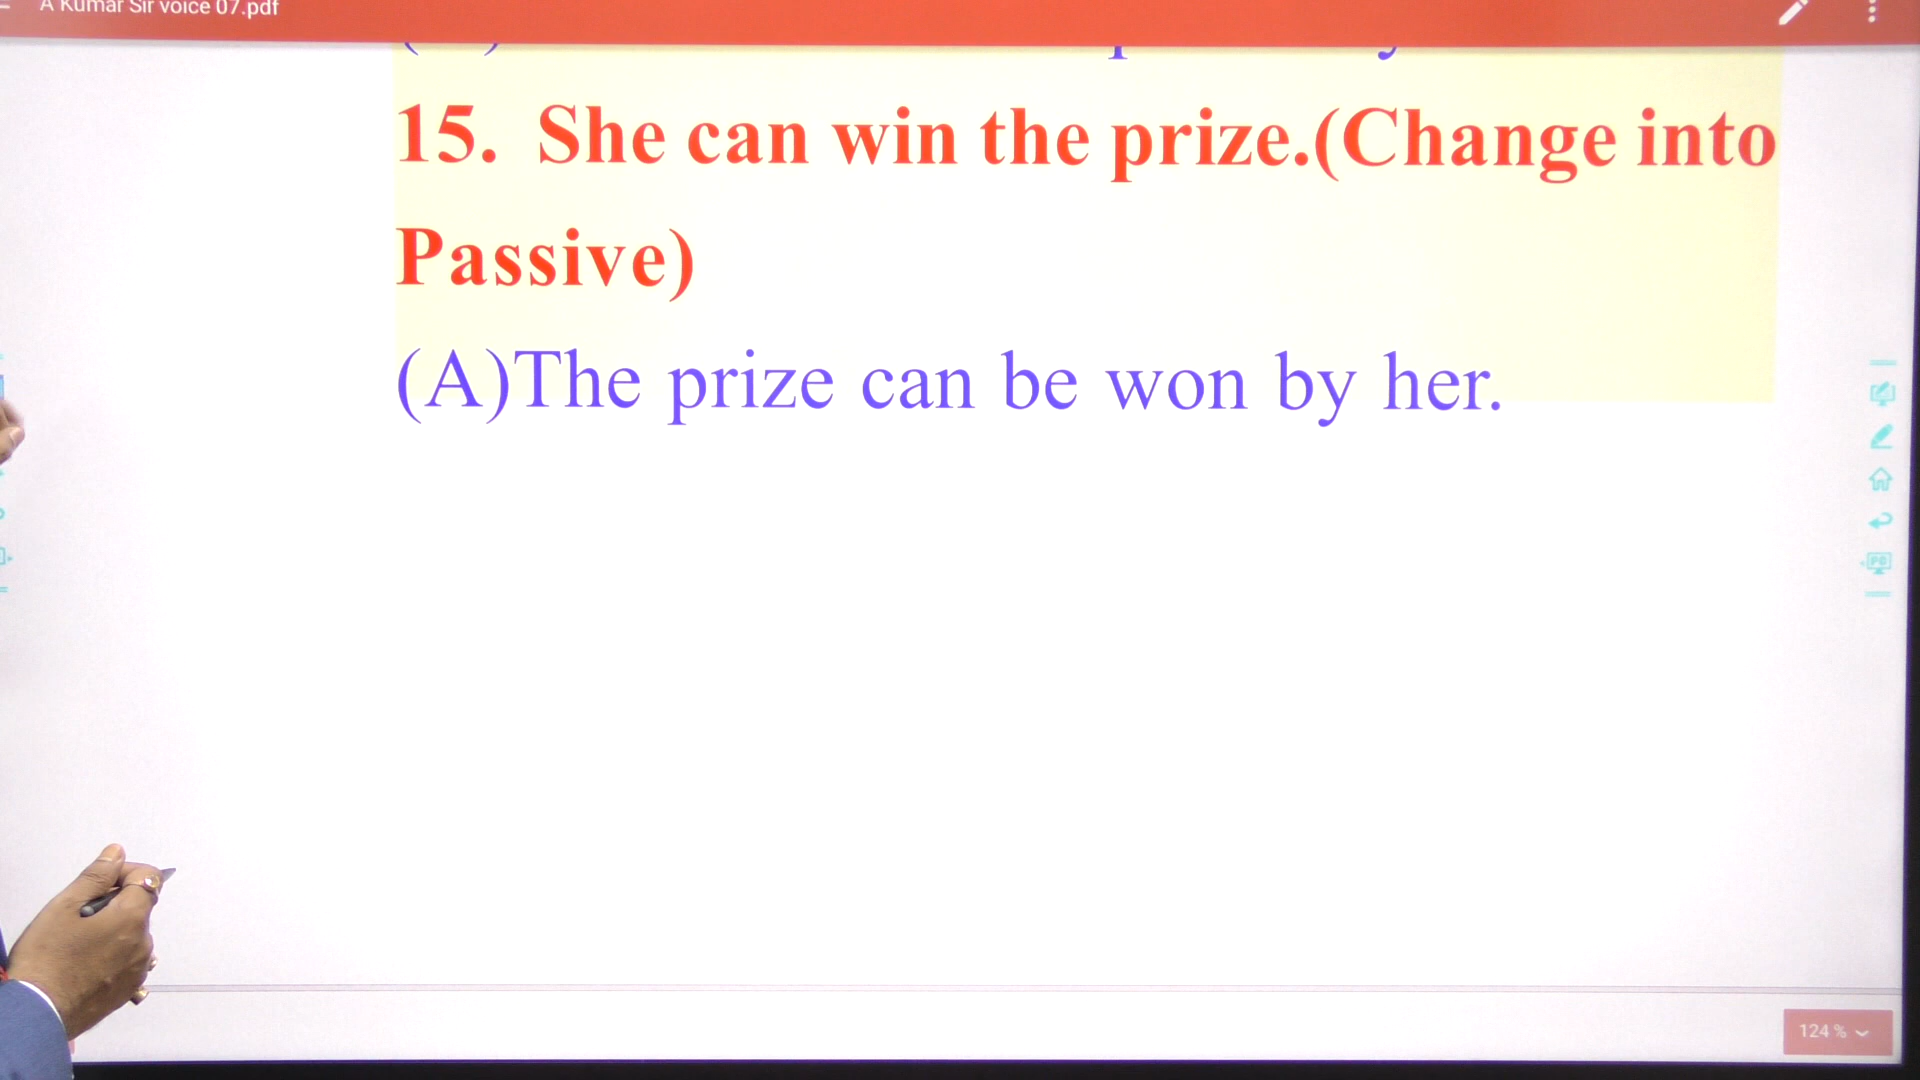 A Kumar Sir voice 07.pdf
15. She can win the prize.(Change into
Passive)
(A)The prize can be won by her.
124 %